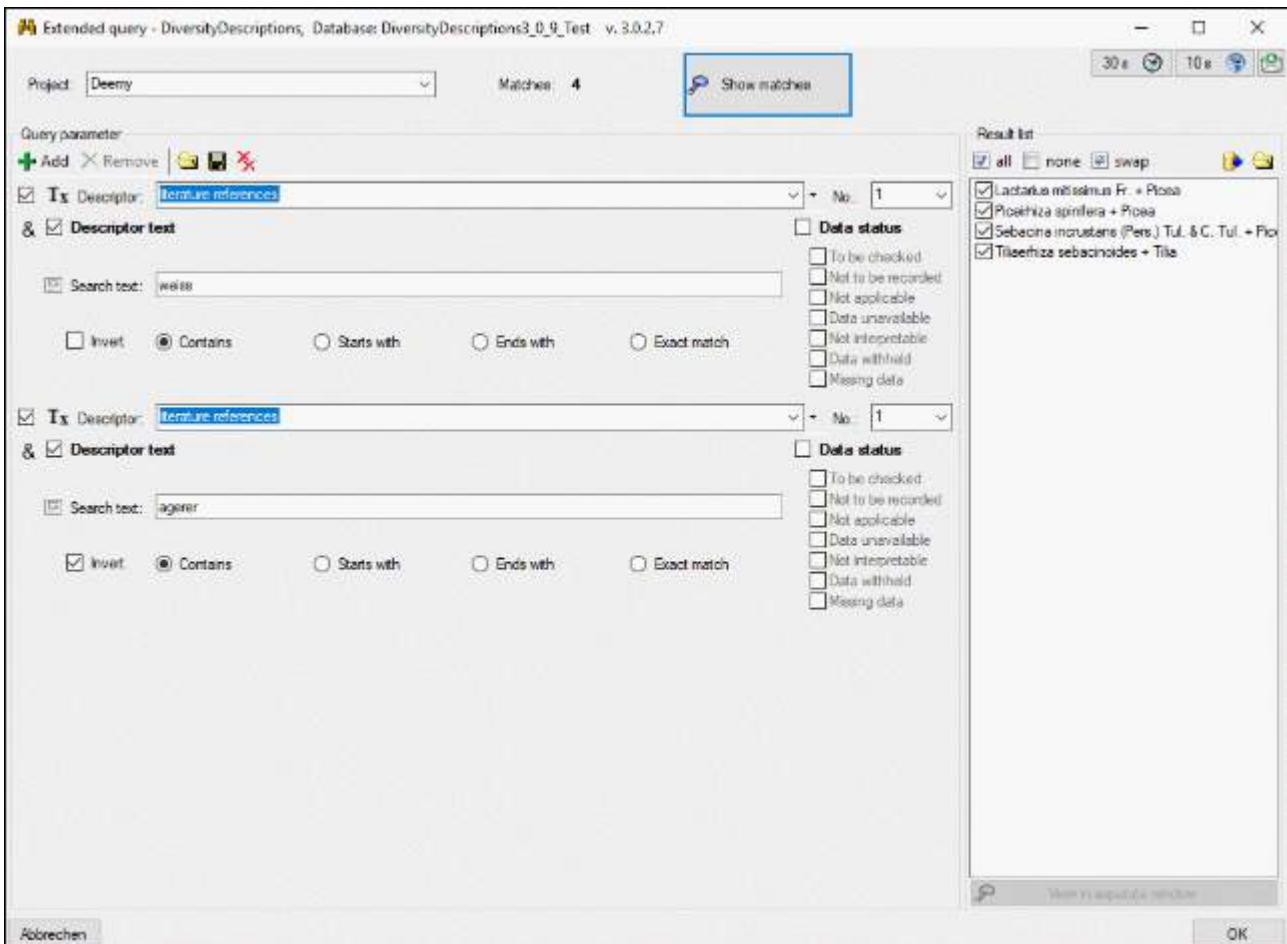 Extended query - DiversityDescriptions, Database: DiversityDescriptions3_0_9_Test v. 3.0.2.7
30 s 10 s
Project: Deemy Matches: 4 Show matches
Query parameter
Add Remove
Descriptor: literature references No.: 1
& Descriptor text Data status
To be checked
Not to be recorded
Not applicable
Search text: weiss
Data unavailable
Not interpretable
Invert Contains Starts with Ends with Exact match
Data withheld
Missing data
Descriptor: literature references No.: 1
& Descriptor text Data status
To be checked
Not to be recorded
Search text: agerer
Not applicable
Data unavailable
Invert Contains Starts with Ends with Exact match
Not interpretable
Data withheld
Missing data
Result list
all none swap
Lactarius mitissimus Fr. + Picea
Piceirhiza spinifera + Picea
Sebacina incrustans (Pers.) Tul. & C. Tul. + Pice
Tiliaerhiza sebacinoides + Tilia
View in separate window
Abbrechen OK